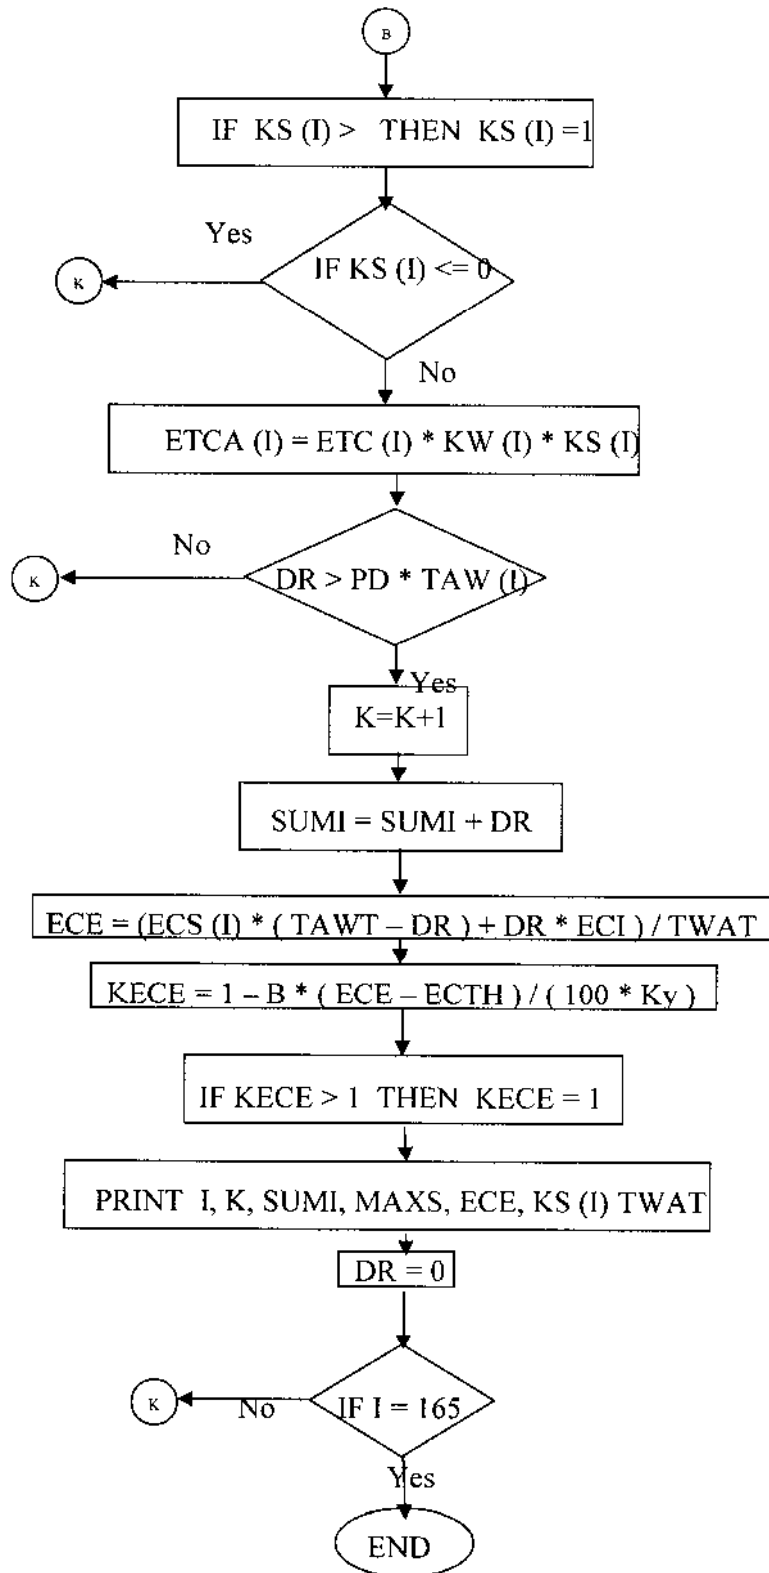 B
IF KS (I) > THEN KS (I) =1
Yes
IF KS (I) <= 0
K
No
ETCA (I) = ETC (I) * KW (I) * KS (I)
No
DR > PD * TAW (I)
K
Yes
K=K+1
SUMI = SUMI + DR
ECE = (ECS (I) * ( TAWT – DR ) + DR * ECI ) / TWAT
KECE = 1 – B * ( ECE – ECTH ) / ( 100 * Ky )
IF KECE > 1 THEN KECE = 1
PRINT I, K, SUMI, MAXS, ECE, KS (I) TWAT
DR = 0
K
No
IF I = 165
Yes
END